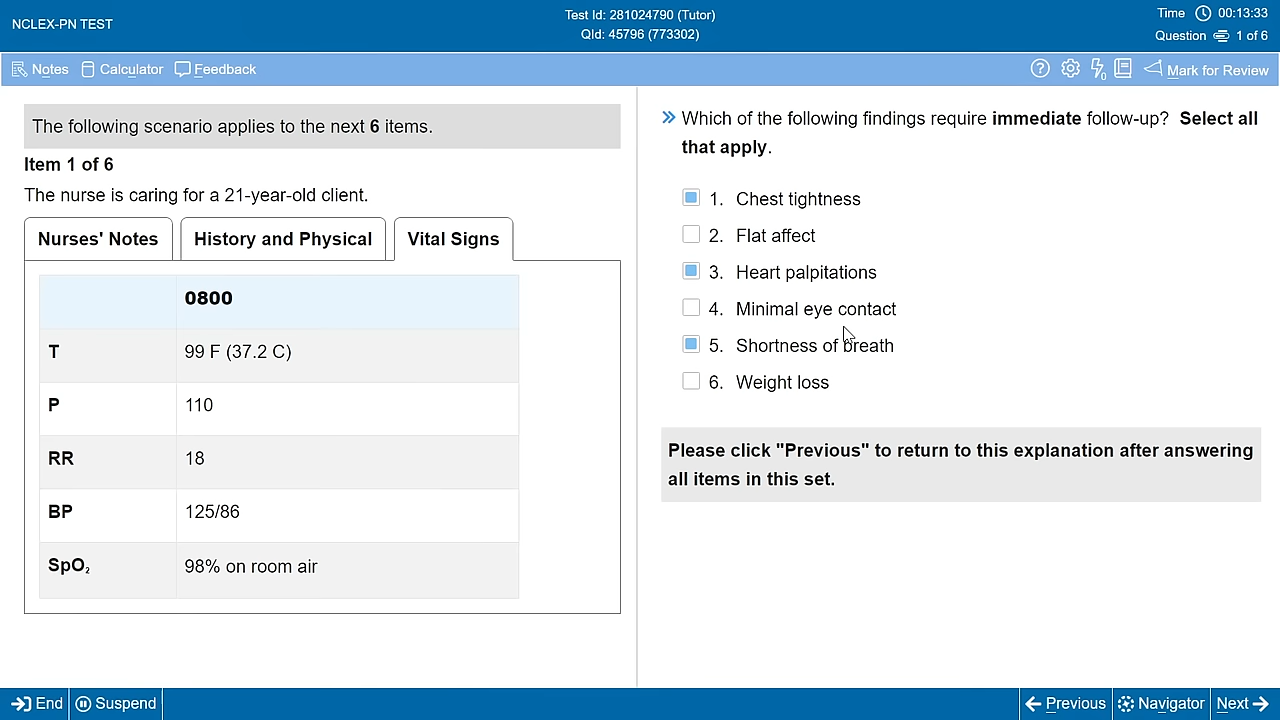 NCLEX-PN TEST
Test Id: 281024790 (Tutor)
QId: 45796 (773302)
Time 00:13:33
Question 1 of 6
Notes Calculator Feedback
Mark for Review
The following scenario applies to the next 6 items.
Item 1 of 6
The nurse is caring for a 21-year-old client.
Nurses' Notes History and Physical Vital Signs
0800
T 99 F (37.2 C)
P 110
RR 18
BP 125/86
SpO₂ 98% on room air
Which of the following findings require immediate follow-up? Select all
that apply.
1. Chest tightness
2. Flat affect
3. Heart palpitations
4. Minimal eye contact
5. Shortness of breath
6. Weight loss
Please click "Previous" to return to this explanation after answering
all items in this set.
End Suspend Previous Navigator Next